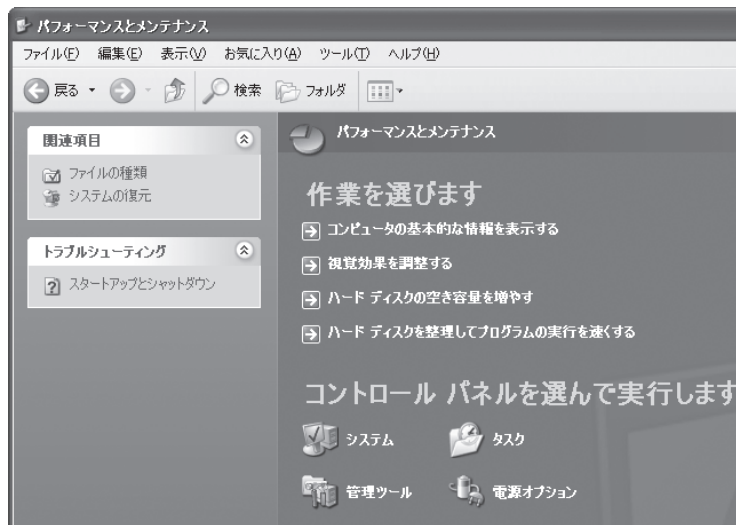 パフォーマンスとメンテナンス
ファイル(F) 編集(E) 表示(V) お気に入り(A) ツール(T) ヘルプ(H)
戻る 検索 フォルダ
関連項目
ファイルの種類
システムの復元
トラブルシューティング
スタートアップとシャットダウン
パフォーマンスとメンテナンス
作業を選びます
コンピュータの基本的な情報を表示する
視覚効果を調整する
ハード ディスクの空き容量を増やす
ハード ディスクを整理してプログラムの実行を速くする
コントロール パネルを選んで実行します
システム タスク
管理ツール 電源オプション